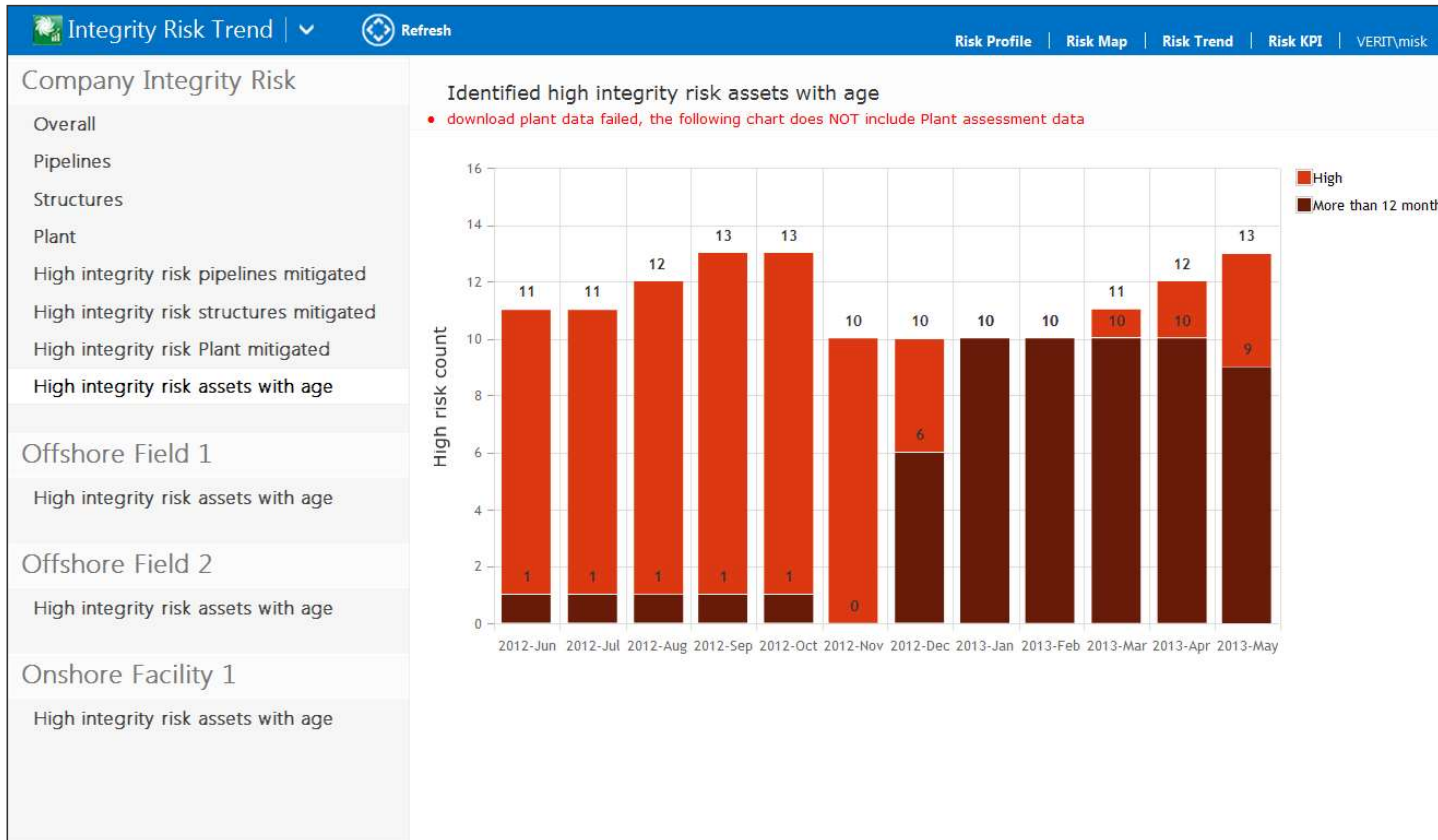 Integrity Risk Trend
Refresh
Risk Profile | Risk Map | Risk Trend | Risk KPI | VERIT\misk
Company Integrity Risk
Overall
Pipelines
Structures
Plant
High integrity risk pipelines mitigated
High integrity risk structures mitigated
High integrity risk Plant mitigated
High integrity risk assets with age
Offshore Field 1
High integrity risk assets with age
Offshore Field 2
High integrity risk assets with age
Onshore Facility 1
High integrity risk assets with age
Identified high integrity risk assets with age
• download plant data failed, the following chart does NOT include Plant assessment data
High risk count
16
14
12
10
8
6
4
2
0
11 11 12 13 13 10 10 10 10 11 12 13
1 1 1 1 1 0 6 10 10 9
2012-Jun 2012-Jul 2012-Aug 2012-Sep 2012-Oct 2012-Nov 2012-Dec 2013-Jan 2013-Feb 2013-Mar 2013-Apr 2013-May
High
More than 12 month